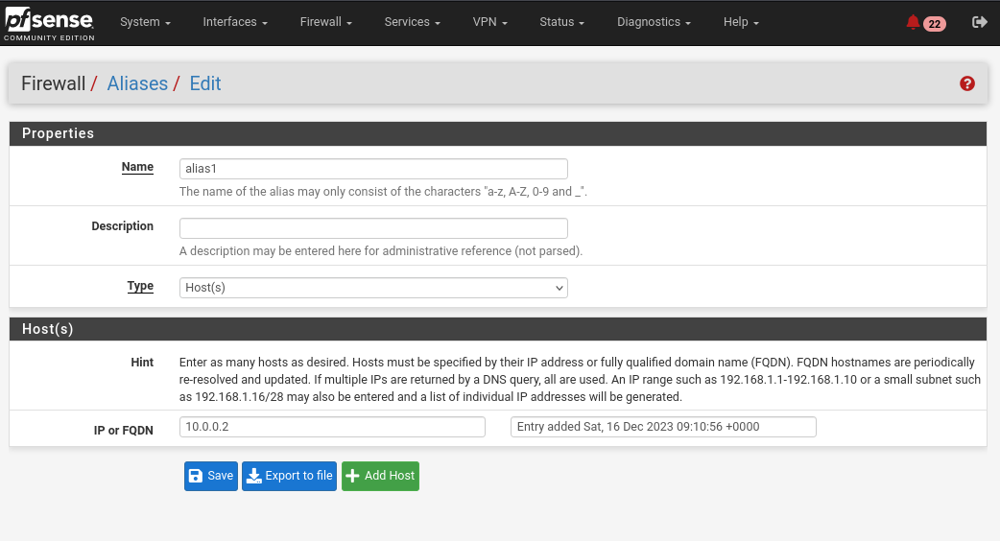 pfsense
COMMUNITY EDITION
System Interfaces Firewall Services VPN Status Diagnostics Help 22
Firewall / Aliases / Edit ?
Properties
Name alias1
The name of the alias may only consist of the characters "a-z, A-Z, 0-9 and _".
Description
A description may be entered here for administrative reference (not parsed).
Type Host(s)
Host(s)
Hint Enter as many hosts as desired. Hosts must be specified by their IP address or fully qualified domain name (FQDN). FQDN hostnames are periodically
re-resolved and updated. If multiple IPs are returned by a DNS query, all are used. An IP range such as 192.168.1.1-192.168.1.10 or a small subnet such
as 192.168.1.16/28 may also be entered and a list of individual IP addresses will be generated.
IP or FQDN 10.0.0.2 Entry added Sat, 16 Dec 2023 09:10:56 +0000
Save Export to file Add Host